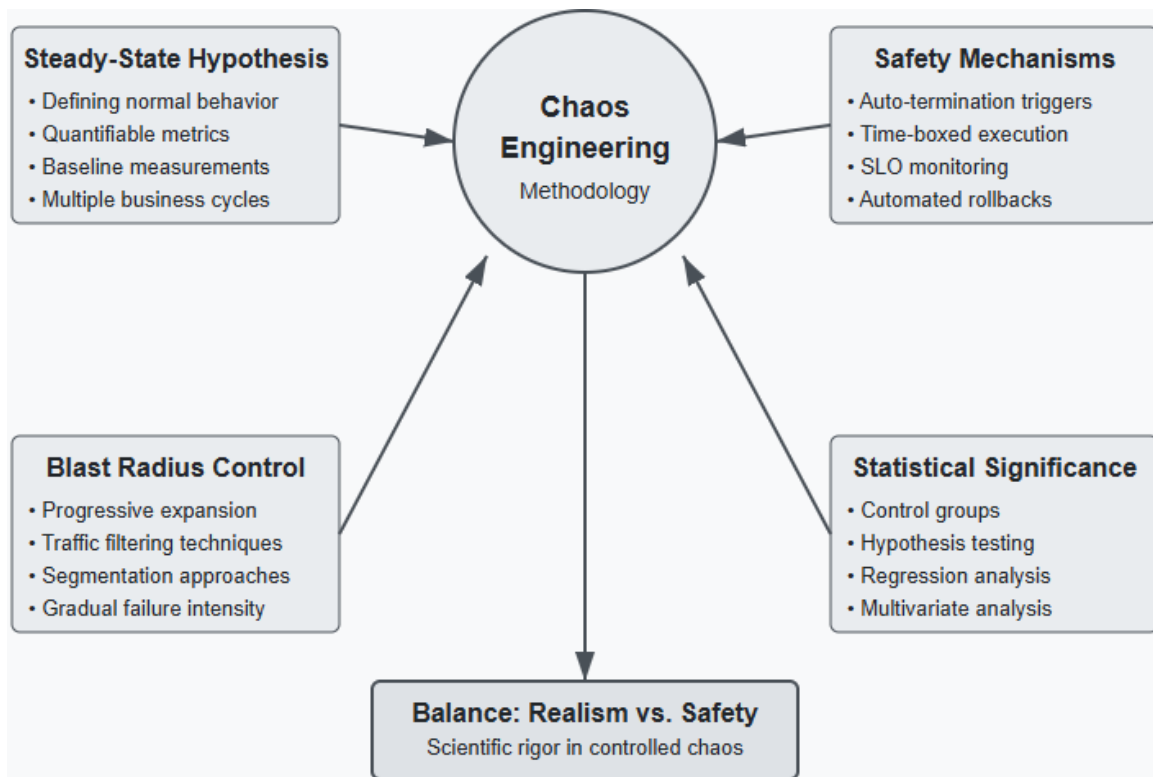 Steady-State Hypothesis
• Defining normal behavior
• Quantifiable metrics
• Baseline measurements
• Multiple business cycles
Chaos
Engineering
Methodology
Safety Mechanisms
• Auto-termination triggers
• Time-boxed execution
• SLO monitoring
• Automated rollbacks
Blast Radius Control
• Progressive expansion
• Traffic filtering techniques
• Segmentation approaches
• Gradual failure intensity
Statistical Significance
• Control groups
• Hypothesis testing
• Regression analysis
• Multivariate analysis
Balance: Realism vs. Safety
Scientific rigor in controlled chaos